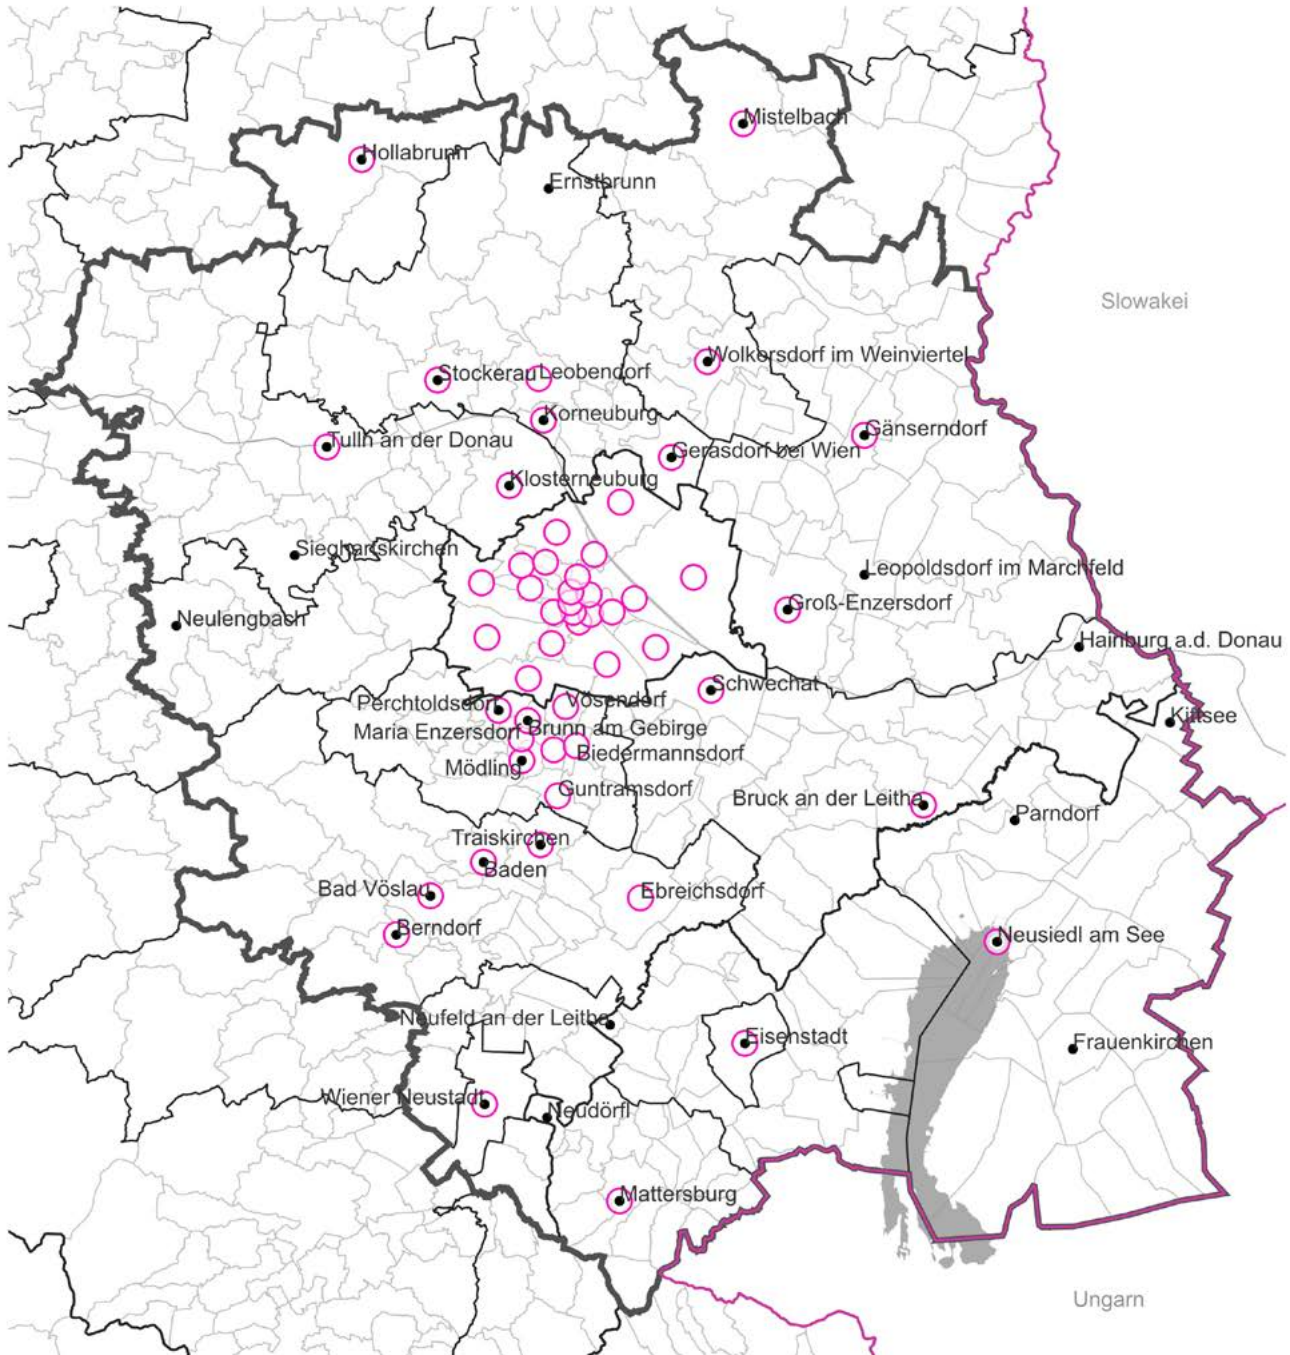 Mistelbach
Hollabrunn
Ernstbrunn
Slowakei
Wolkersdorf im Weinviertel
Stockerau
Leobendorf
Korneuburg
Gänserndorf
Tulln an der Donau
Gerasdorf bei Wien
Klosterneuburg
Sieghartskirchen
Leopoldsdorf im Marchfeld
Groß-Enzersdorf
Neulengbach
Hainburg a.d. Donau
Schwechat
Perchtoldsdorf
Vösendorf
Kittsee
Maria Enzersdorf
Brunn am Gebirge
Biedermannsdorf
Mödling
Guntramsdorf
Bruck an der Leitha
Parndorf
Traiskirchen
Baden
Bad Vöslau
Ebreichsdorf
Berndorf
Neusiedl am See
Neufeld an der Leitha
Eisenstadt
Frauenkirchen
Wiener Neustadt
Neudörfl
Mattersburg
Ungarn